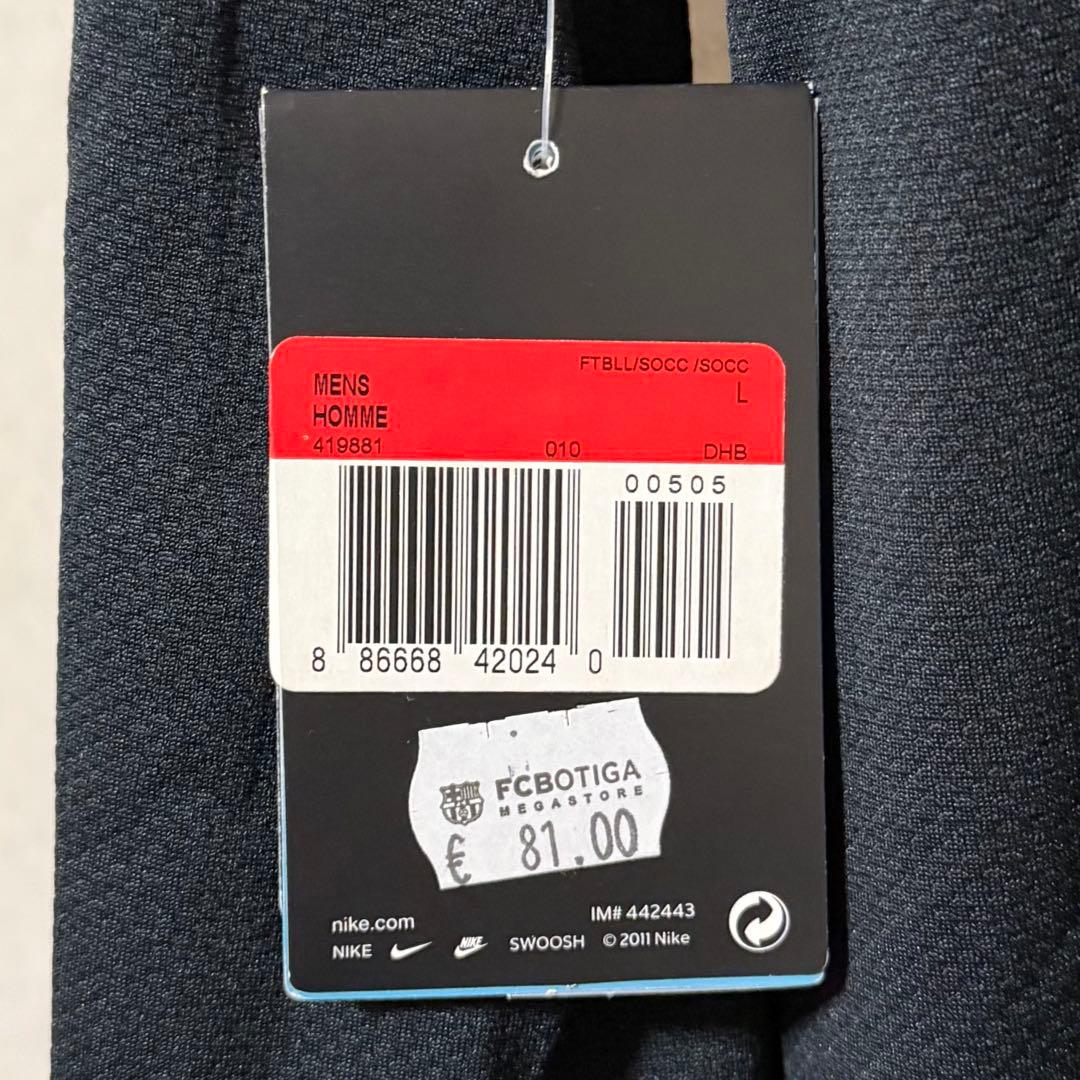 FTBLL/SOCC /SOCC
MENS L
HOMME
419881 010 DHB
00505
8 86668 42024 0
FCBOTIGA
MEGASTORE
€ 81.00
nike.com IM# 442443
NIKE NIKE SWOOSH © 2011 Nike